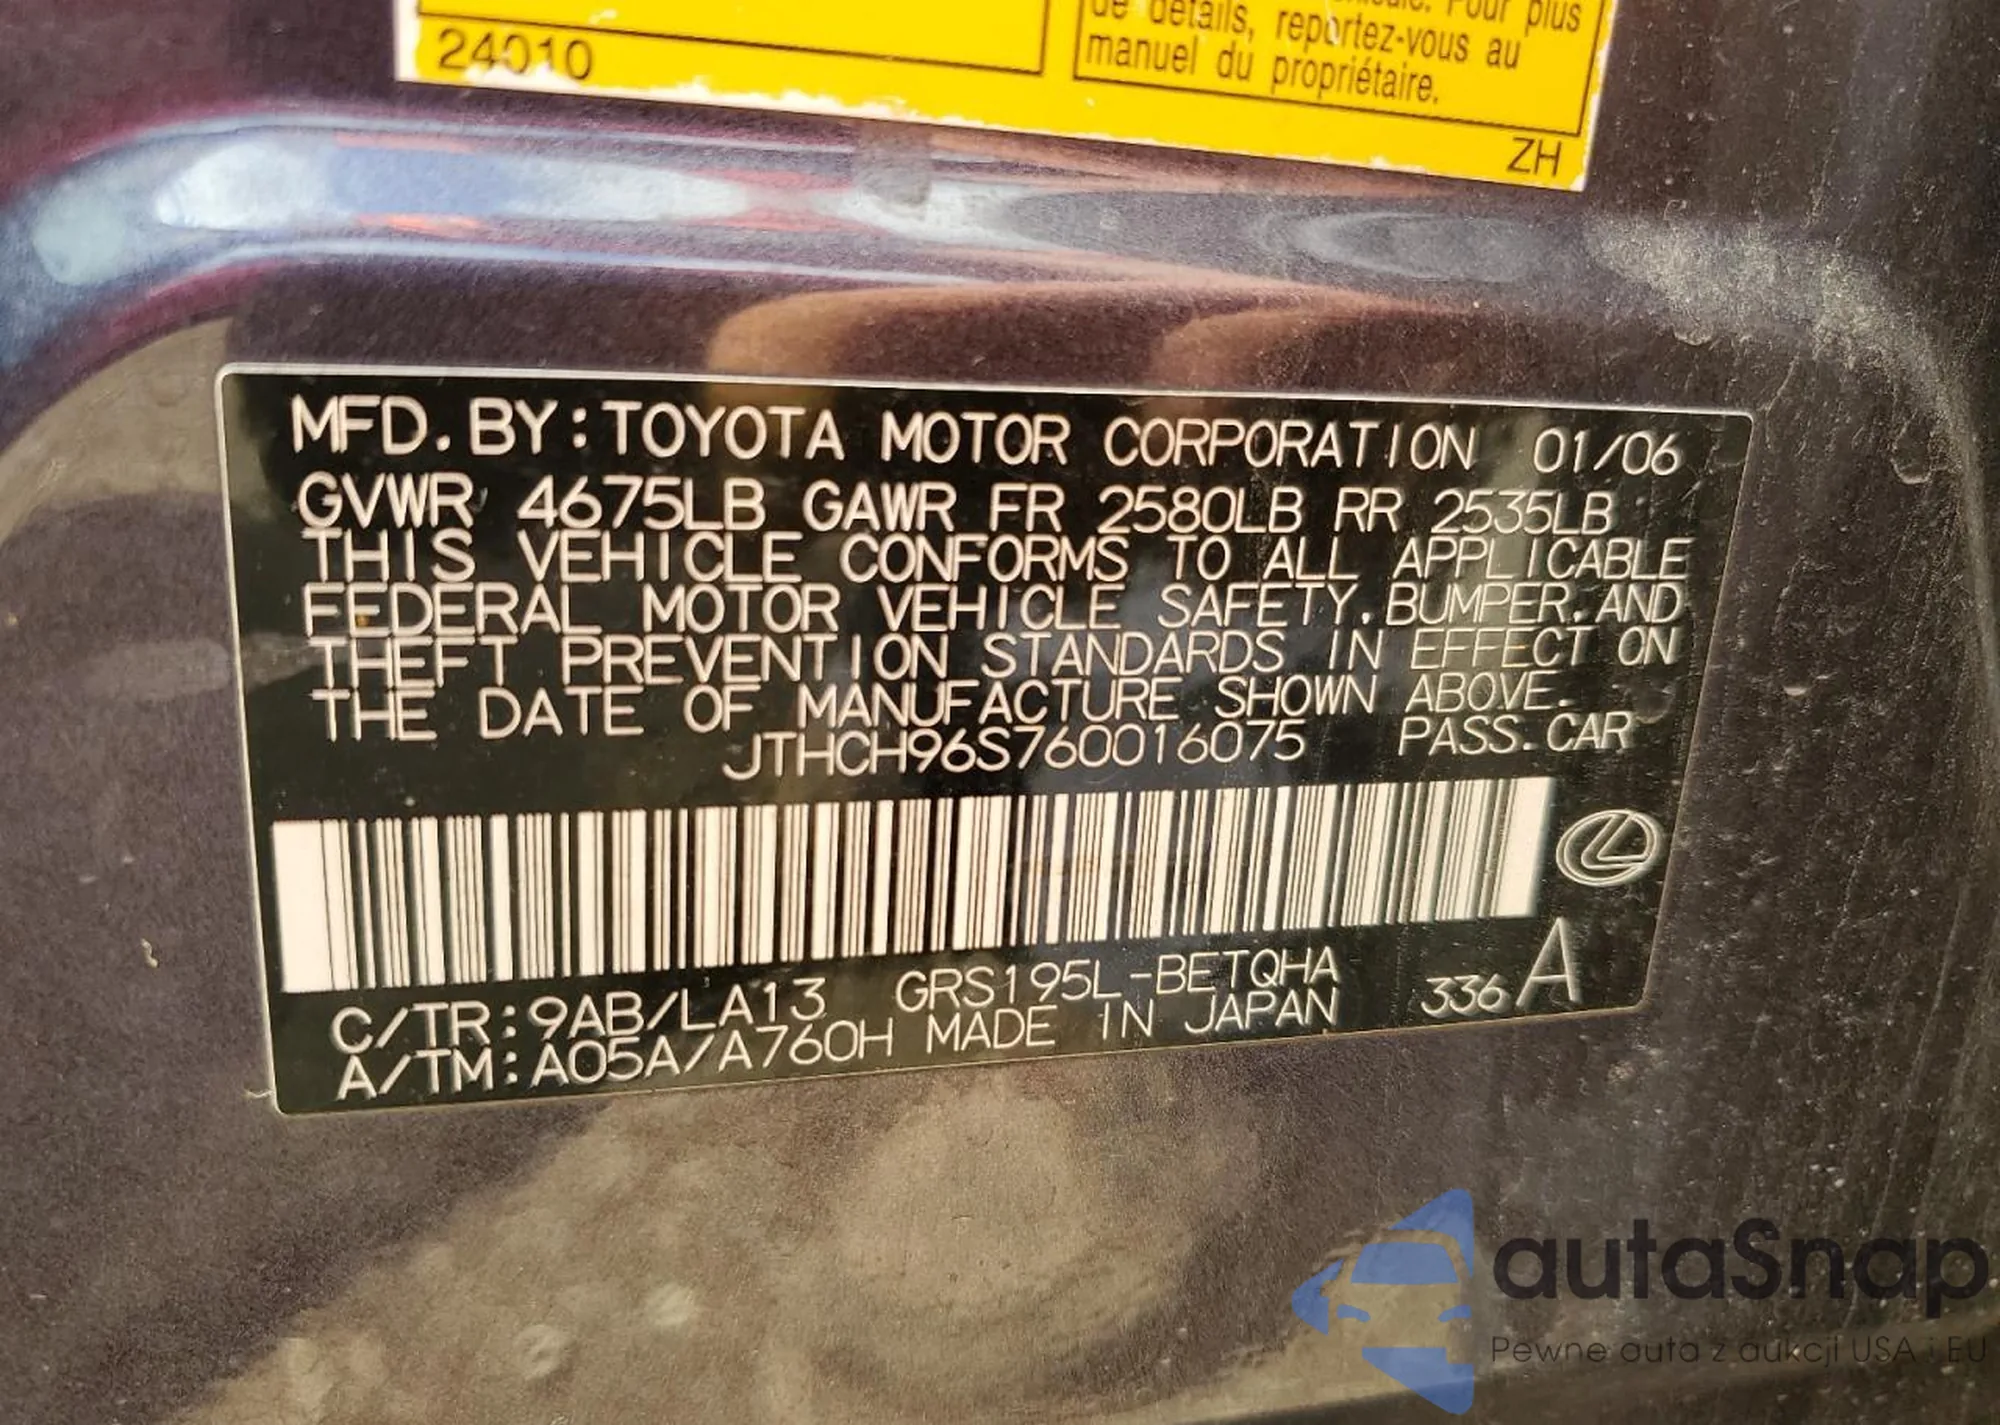 de détails, reportez-vous au
manuel du propriétaire.
24010
ZH
MFD. BY: TOYOTA MOTOR CORPORATION 01/06
GVWR 4675LB GAWR FR 2580LB RR 2535LB
THIS VEHICLE CONFORMS TO ALL APPLICABLE
FEDERAL MOTOR VEHICLE SAFETY, BUMPER, AND
THEFT PREVENTION STANDARDS IN EFFECT ON
THE DATE OF MANUFACTURE SHOWN ABOVE.
JTHCH96S760016075 PASS. CAR
C/TR: 9AB/LA13 GRS195L-BETQHA
A/TM: A05A/A760H MADE IN JAPAN 336 A
autaSnap
Pewne auta z aukcji USA i EU